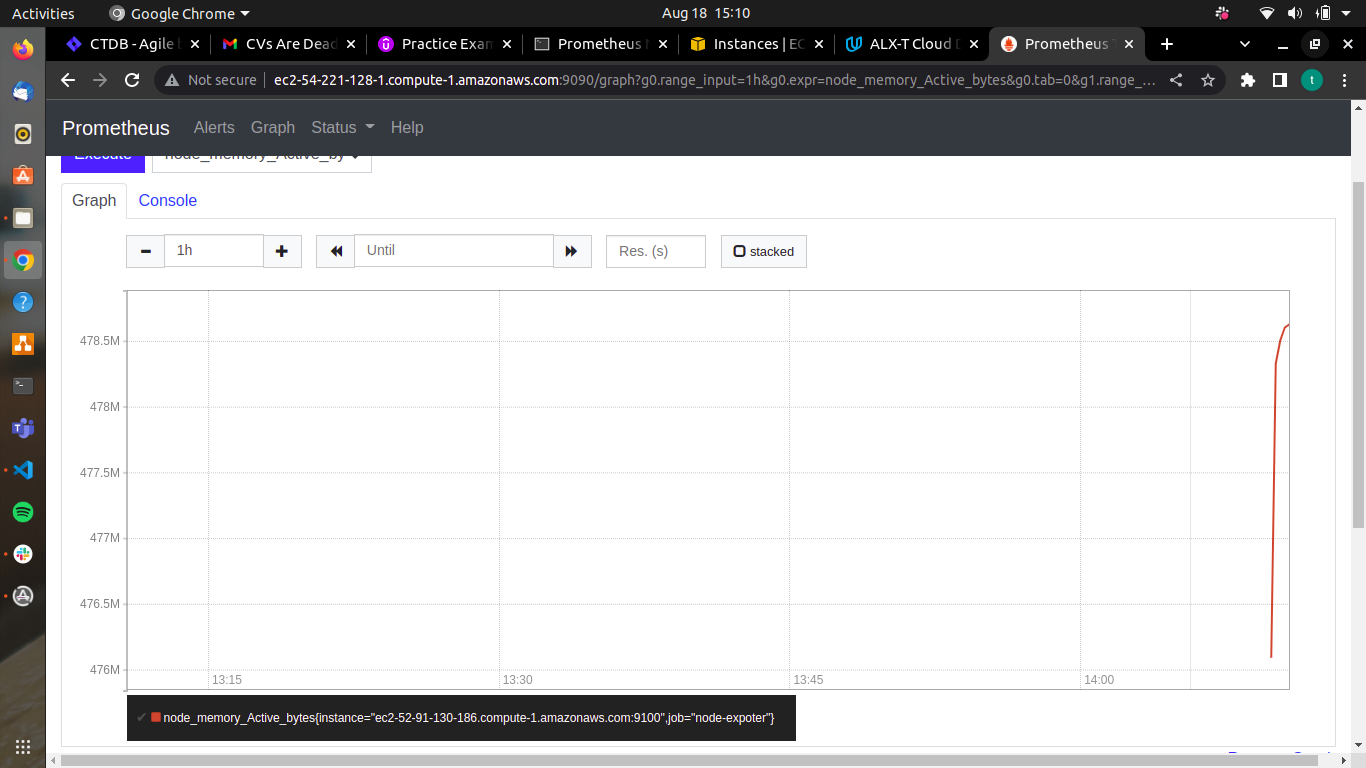 Activities Google Chrome Aug 18 15:10
CTDB - Agile CVs Are Dead Practice Exam Prometheus Instances | EC ALX-T Cloud D Prometheus T
Not secure ec2-54-221-128-1.compute-1.amazonaws.com:9090/graph?g0.range_input=1h&g0.expr=node_memory_Active_bytes&g0.tab=0&g1.range_... t
Prometheus Alerts Graph Status Help
Execute node_memory_Active_by
Graph Console
1h Until Res. (s) stacked
478.5M
478M
477.5M
477M
476.5M
476M
13:15 13:30 13:45 14:00
node_memory_Active_bytes{instance="ec2-52-91-130-186.compute-1.amazonaws.com:9100",job="node-expoter"}